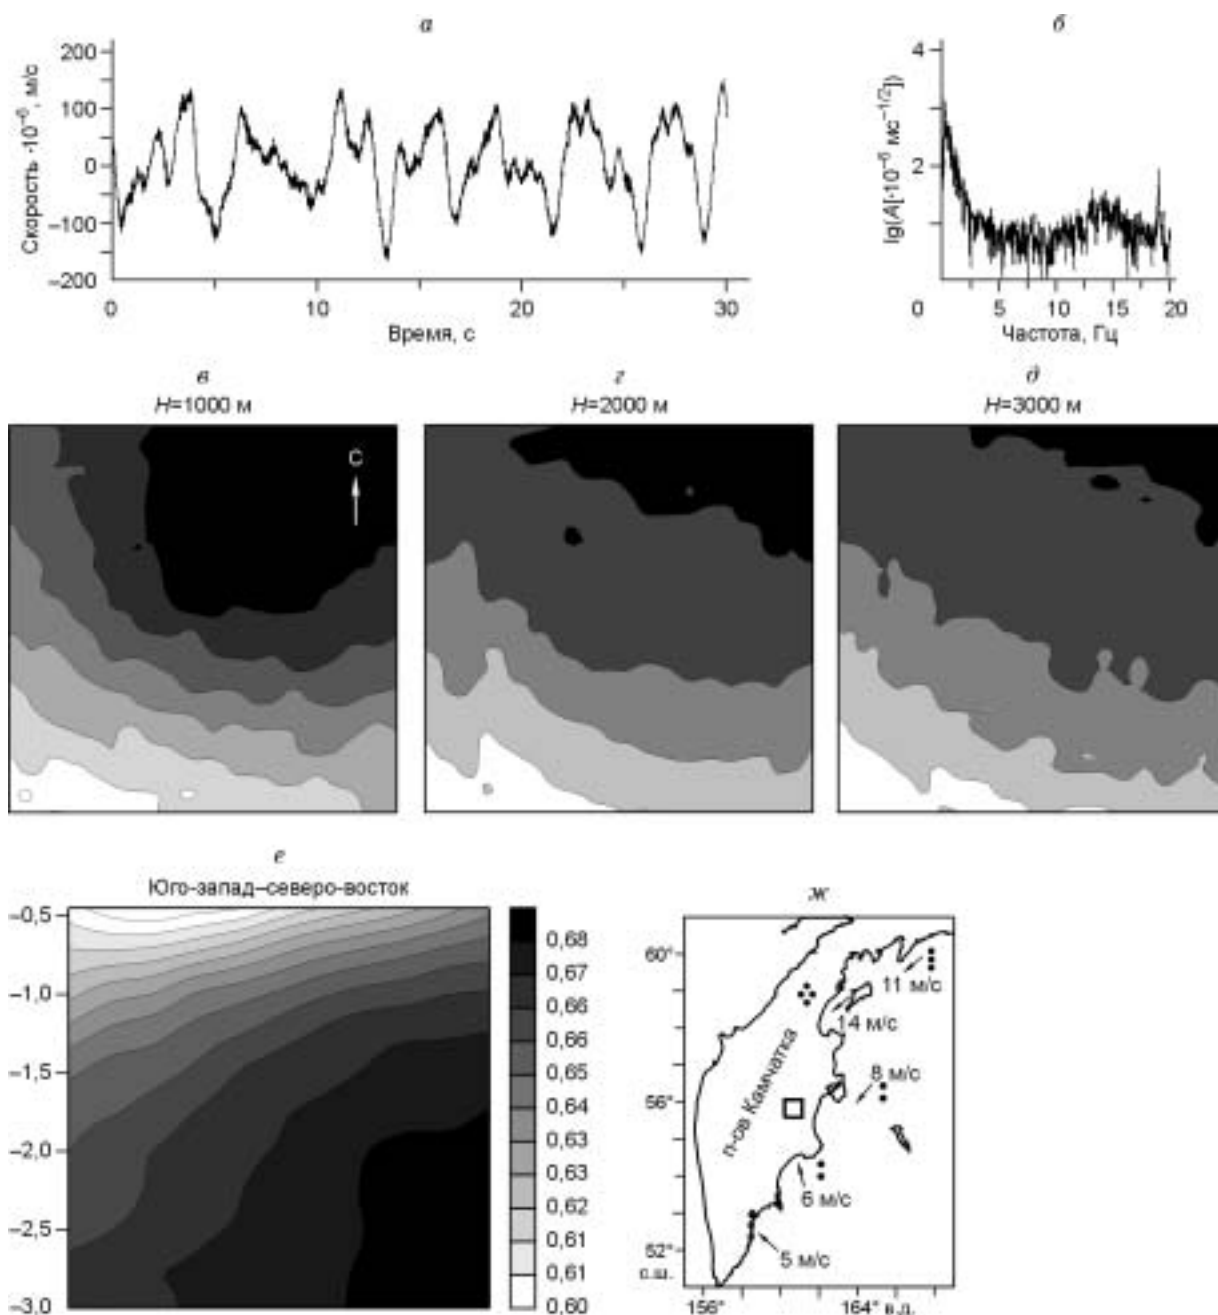 а
200
100
0
–100
–200
Скорость ·10⁻⁶, м/с
0 10 20 30
Время, с
б
4
2
lg(A[·10⁻⁶ мс⁻¹/²])
5 10 15 20
Частота, Гц
в
H=1000 м
С
г
H=2000 м
д
H=3000 м
е
Юго-запад–северо-восток
–0,5
–1,0
–1,5
–2,0
–2,5
–3,0
0,68
0,67
0,66
0,66
0,65
0,64
0,63
0,63
0,62
0,61
0,61
0,60
ж
60°
56°
52°
с.ш.
156° 164° в.д.
п-ов Камчатка
11 м/с
14 м/с
8 м/с
6 м/с
5 м/с